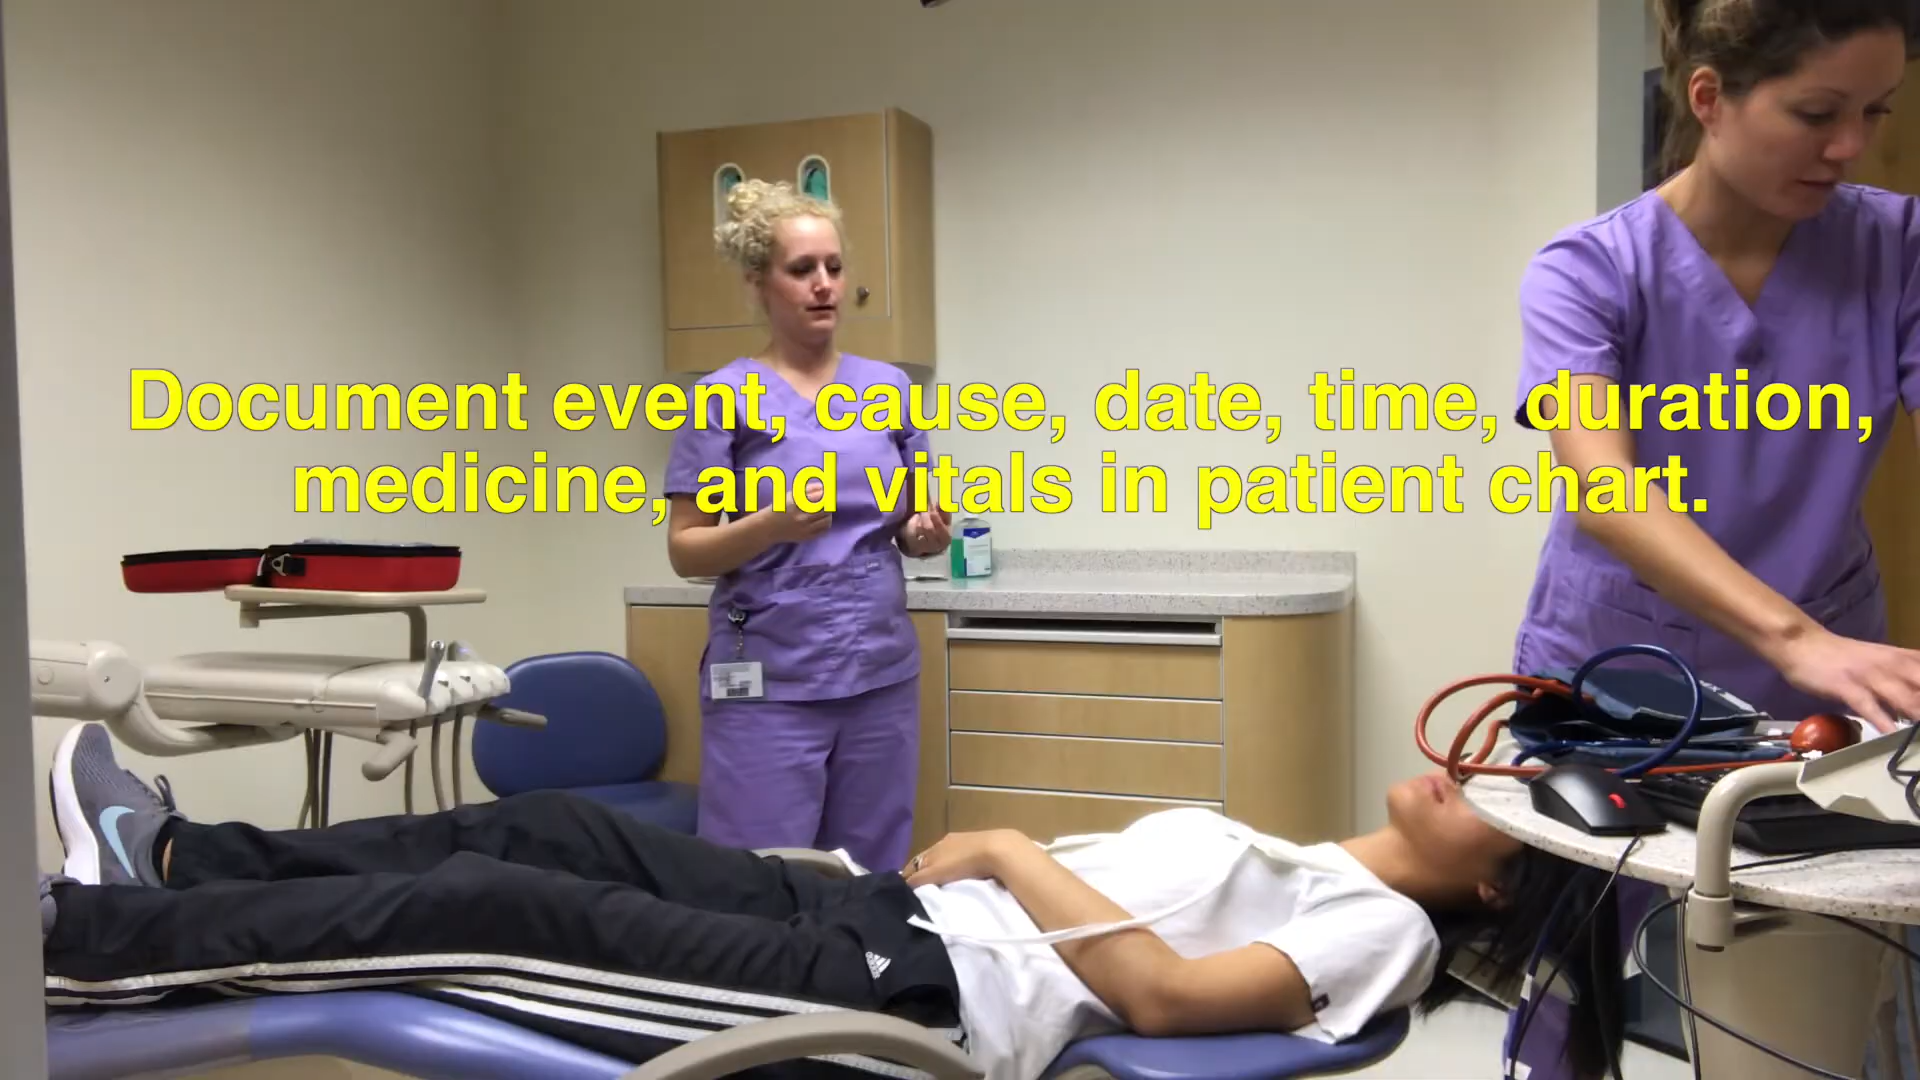 Document event, cause, date, time, duration,
medicine, and vitals in patient chart.